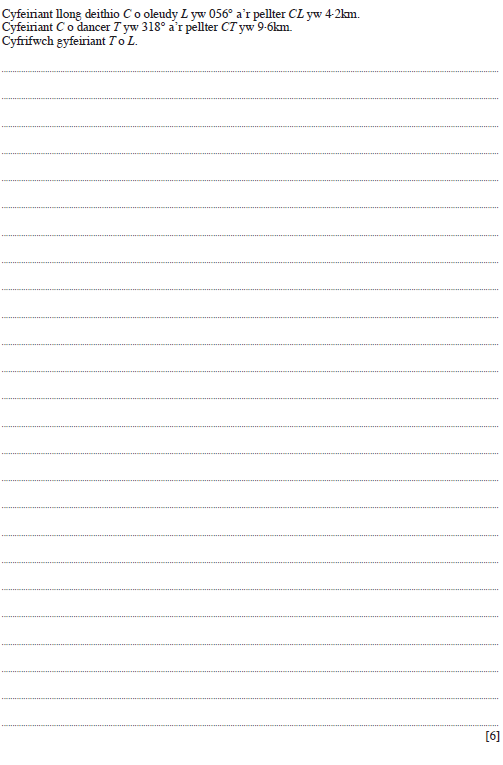 Cyfeiriant llong deithio C o oleudy L yw 056° a'r pellter CL yw 4·2km.
Cyfeiriant C o dancer T yw 318° a'r pellter CT yw 9·6km.
Cyfrifwch gyfeiriant T o L.
[6]